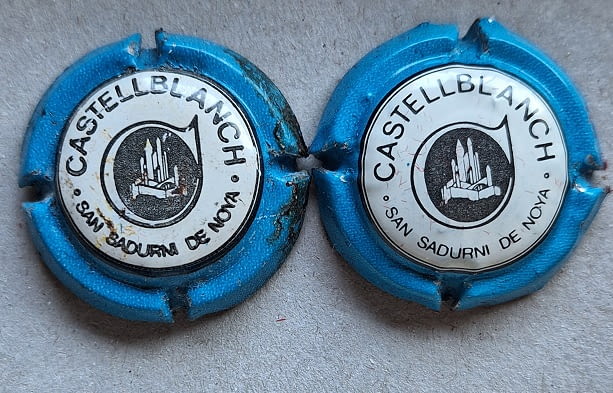 CASTELLBLANCH
• SAN SADURNI DE NOYA •
CASTELLBLANCH
• SAN SADURNI DE NOYA •